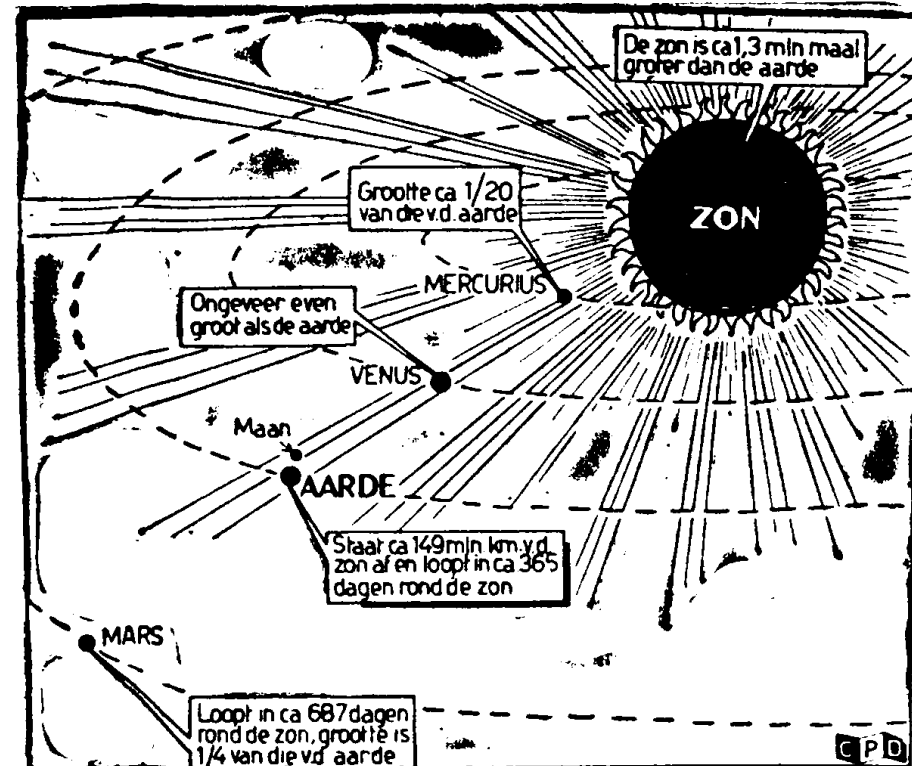 De zon is ca 1,3 mln maal
groter dan de aarde
ZON
Grootte ca 1/20
van die v.d. aarde
MERCURIUS
Ongeveer even
groot als de aarde
VENUS
Maan
AARDE
Staat ca 149 mln. km. v.d.
zon af en loopt in ca 365
dagen rond de zon
MARS
Loopt in ca 687 dagen
rond de zon, grootte is
1/4 van die v.d. aarde
CPD